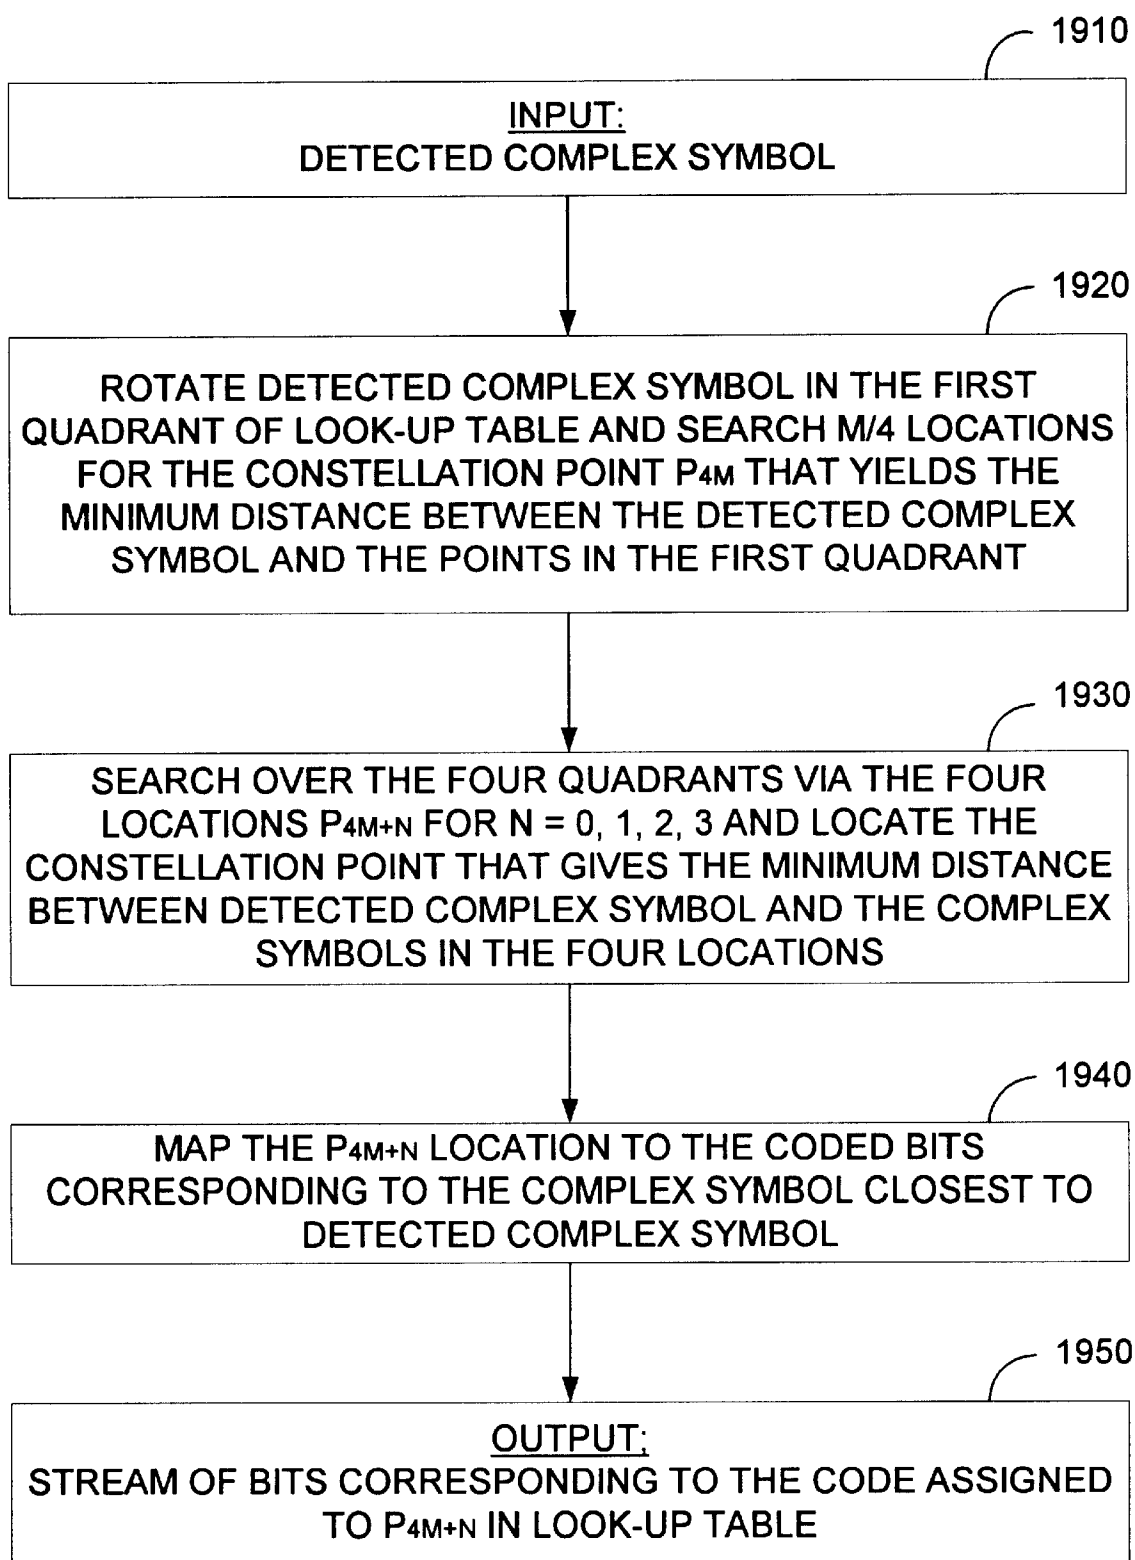 1910
INPUT:
DETECTED COMPLEX SYMBOL
1920
ROTATE DETECTED COMPLEX SYMBOL IN THE FIRST
QUADRANT OF LOOK-UP TABLE AND SEARCH M/4 LOCATIONS
FOR THE CONSTELLATION POINT P4M THAT YIELDS THE
MINIMUM DISTANCE BETWEEN THE DETECTED COMPLEX
SYMBOL AND THE POINTS IN THE FIRST QUADRANT
1930
SEARCH OVER THE FOUR QUADRANTS VIA THE FOUR
LOCATIONS P4M+N FOR N = 0, 1, 2, 3 AND LOCATE THE
CONSTELLATION POINT THAT GIVES THE MINIMUM DISTANCE
BETWEEN DETECTED COMPLEX SYMBOL AND THE COMPLEX
SYMBOLS IN THE FOUR LOCATIONS
1940
MAP THE P4M+N LOCATION TO THE CODED BITS
CORRESPONDING TO THE COMPLEX SYMBOL CLOSEST TO
DETECTED COMPLEX SYMBOL
1950
OUTPUT:
STREAM OF BITS CORRESPONDING TO THE CODE ASSIGNED
TO P4M+N IN LOOK-UP TABLE